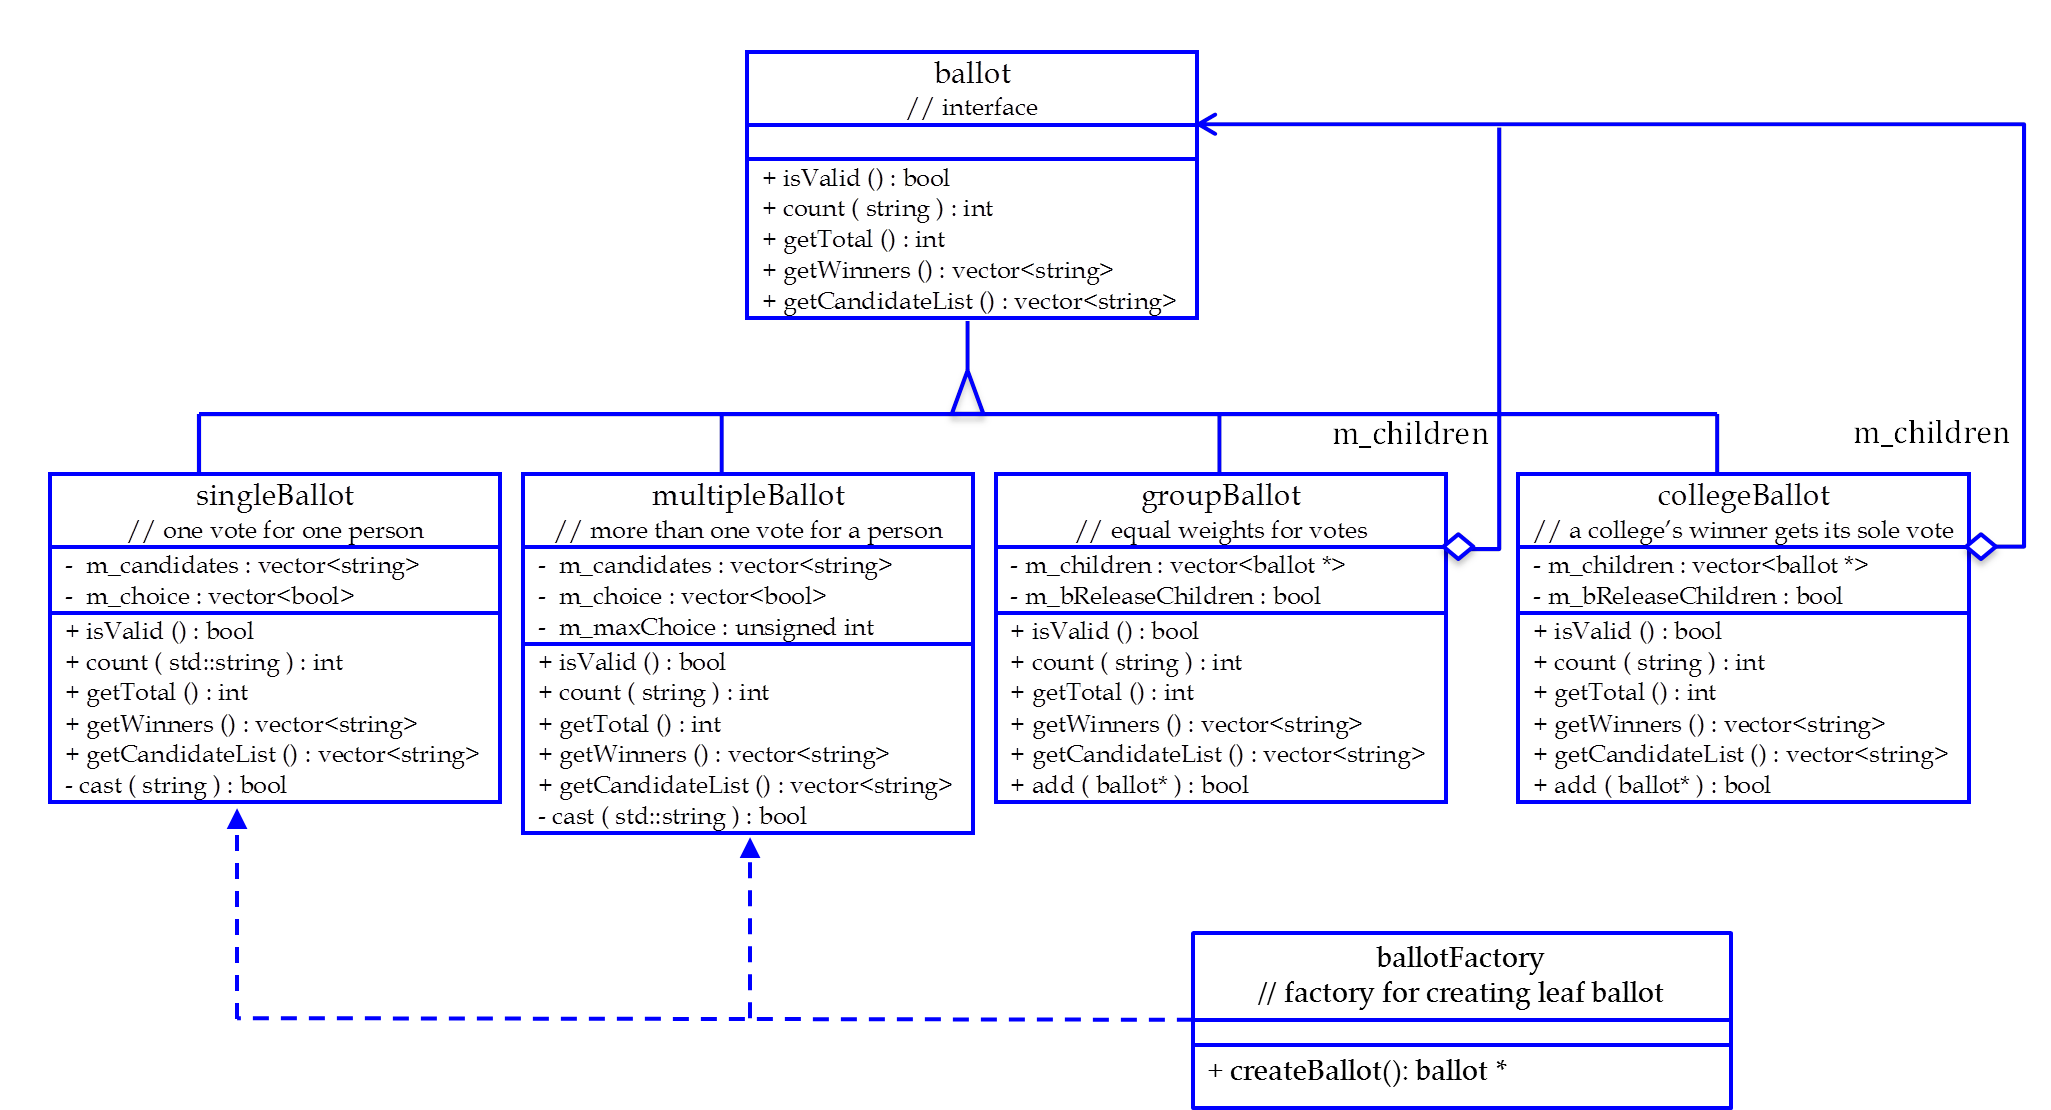 ballot
// interface
+ isValid () : bool
+ count ( string ) : int
+ getTotal () : int
+ getWinners () : vector<string>
+ getCandidateList () : vector<string>
m_children
m_children
singleBallot
// one vote for one person
- m_candidates : vector<string>
- m_choice : vector<bool>
+ isValid () : bool
+ count ( std::string ) : int
+ getTotal () : int
+ getWinners () : vector<string>
+ getCandidateList () : vector<string>
- cast ( string ) : bool
multipleBallot
// more than one vote for a person
- m_candidates : vector<string>
- m_choice : vector<bool>
- m_maxChoice : unsigned int
+ isValid () : bool
+ count ( string ) : int
+ getTotal () : int
+ getWinners () : vector<string>
+ getCandidateList () : vector<string>
- cast ( std::string ) : bool
groupBallot
// equal weights for votes
- m_children : vector<ballot *>
- m_bReleaseChildren : bool
+ isValid () : bool
+ count ( string ) : int
+ getTotal () : int
+ getWinners () : vector<string>
+ getCandidateList () : vector<string>
+ add ( ballot* ) : bool
collegeBallot
// a college’s winner gets its sole vote
- m_children : vector<ballot *>
- m_bReleaseChildren : bool
+ isValid () : bool
+ count ( string ) : int
+ getTotal () : int
+ getWinners () : vector<string>
+ getCandidateList () : vector<string>
+ add ( ballot* ) : bool
ballotFactory
// factory for creating leaf ballot
+ createBallot(): ballot *